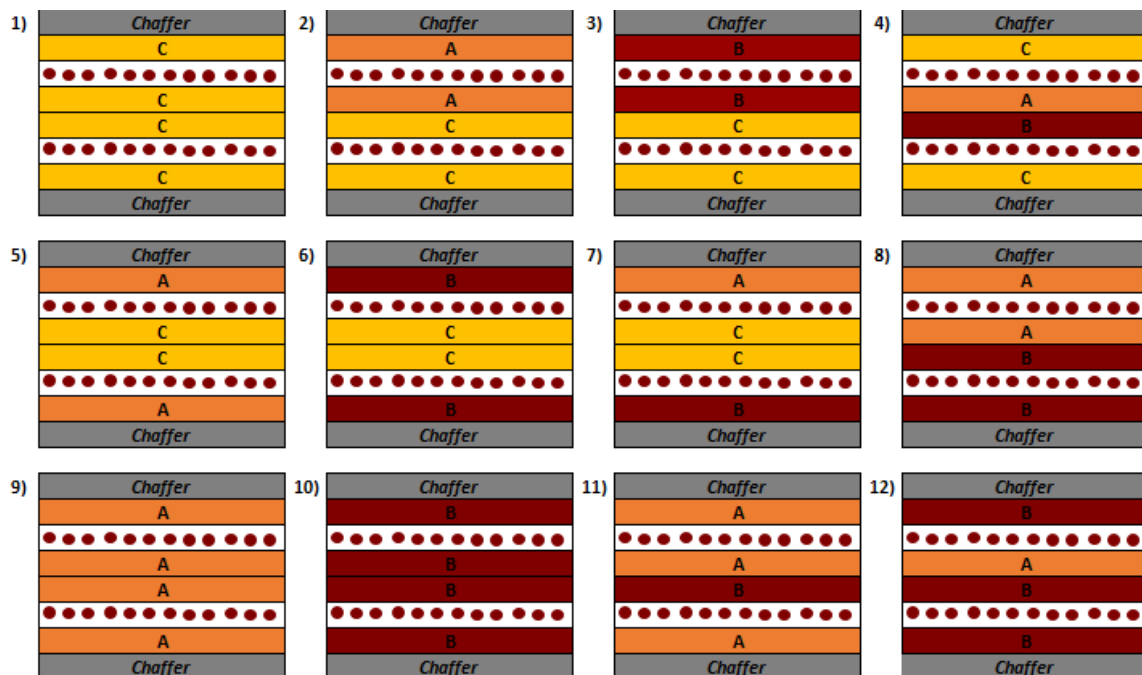 1) Chaffer 2) Chaffer 3) Chaffer 4) Chaffer
C A B C
C A B A
C C C B
C C C C
Chaffer Chaffer Chaffer Chaffer
5) Chaffer 6) Chaffer 7) Chaffer 8) Chaffer
A B A A
C C C A
C C C B
A B B B
Chaffer Chaffer Chaffer Chaffer
9) Chaffer 10) Chaffer 11) Chaffer 12) Chaffer
A B A B
A B A A
A B B B
A B A B
Chaffer Chaffer Chaffer Chaffer